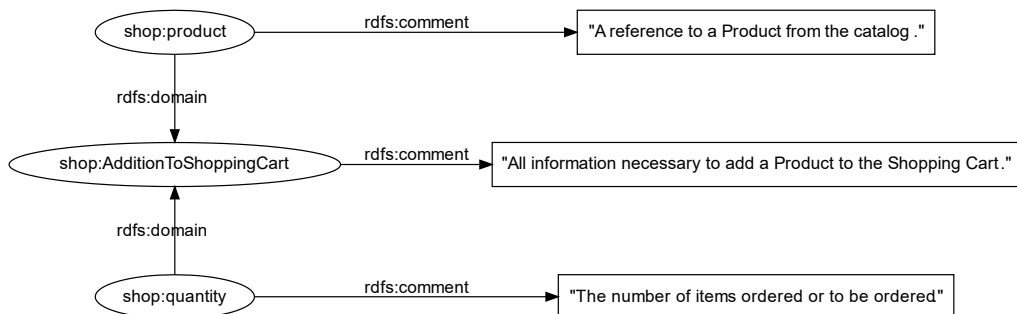 shop:product
rdfs:comment
"A reference to a Product from the catalog ."
rdfs:domain
shop:AdditionToShoppingCart
rdfs:comment
"All information necessary to add a Product to the Shopping Cart."
rdfs:domain
shop:quantity
rdfs:comment
"The number of items ordered or to be ordered."